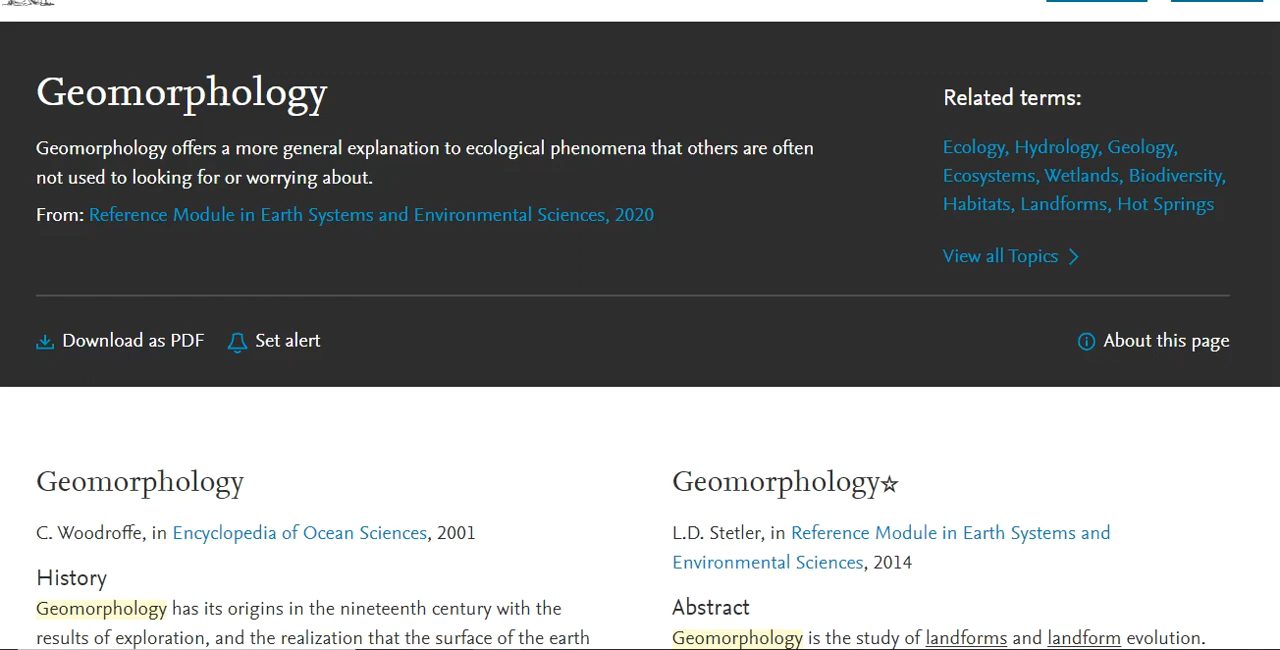 Geomorphology
Geomorphology offers a more general explanation to ecological phenomena that others are often
not used to looking for or worrying about.
From: Reference Module in Earth Systems and Environmental Sciences, 2020
Related terms:
Ecology, Hydrology, Geology,
Ecosystems, Wetlands, Biodiversity,
Habitats, Landforms, Hot Springs
View all Topics
Download as PDF
Set alert
About this page
Geomorphology
C. Woodroffe, in Encyclopedia of Ocean Sciences, 2001
History
Geomorphology has its origins in the nineteenth century with the
results of exploration, and the realization that the surface of the earth
Geomorphology☆
L.D. Stetler, in Reference Module in Earth Systems and
Environmental Sciences, 2014
Abstract
Geomorphology is the study of landforms and landform evolution.